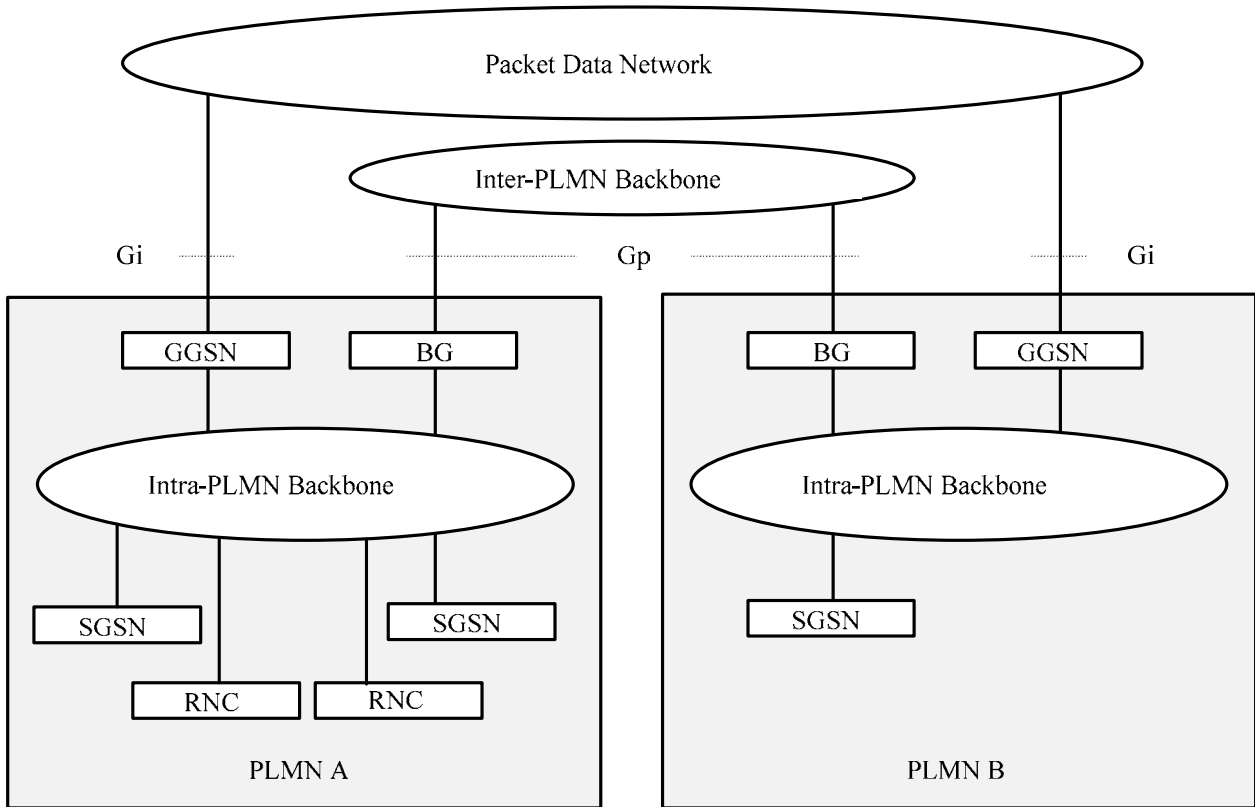 Packet Data Network
Inter-PLMN Backbone
Gi
Gp
Gi
GGSN
BG
BG
GGSN
Intra-PLMN Backbone
Intra-PLMN Backbone
SGSN
SGSN
SGSN
RNC
RNC
PLMN A
PLMN B